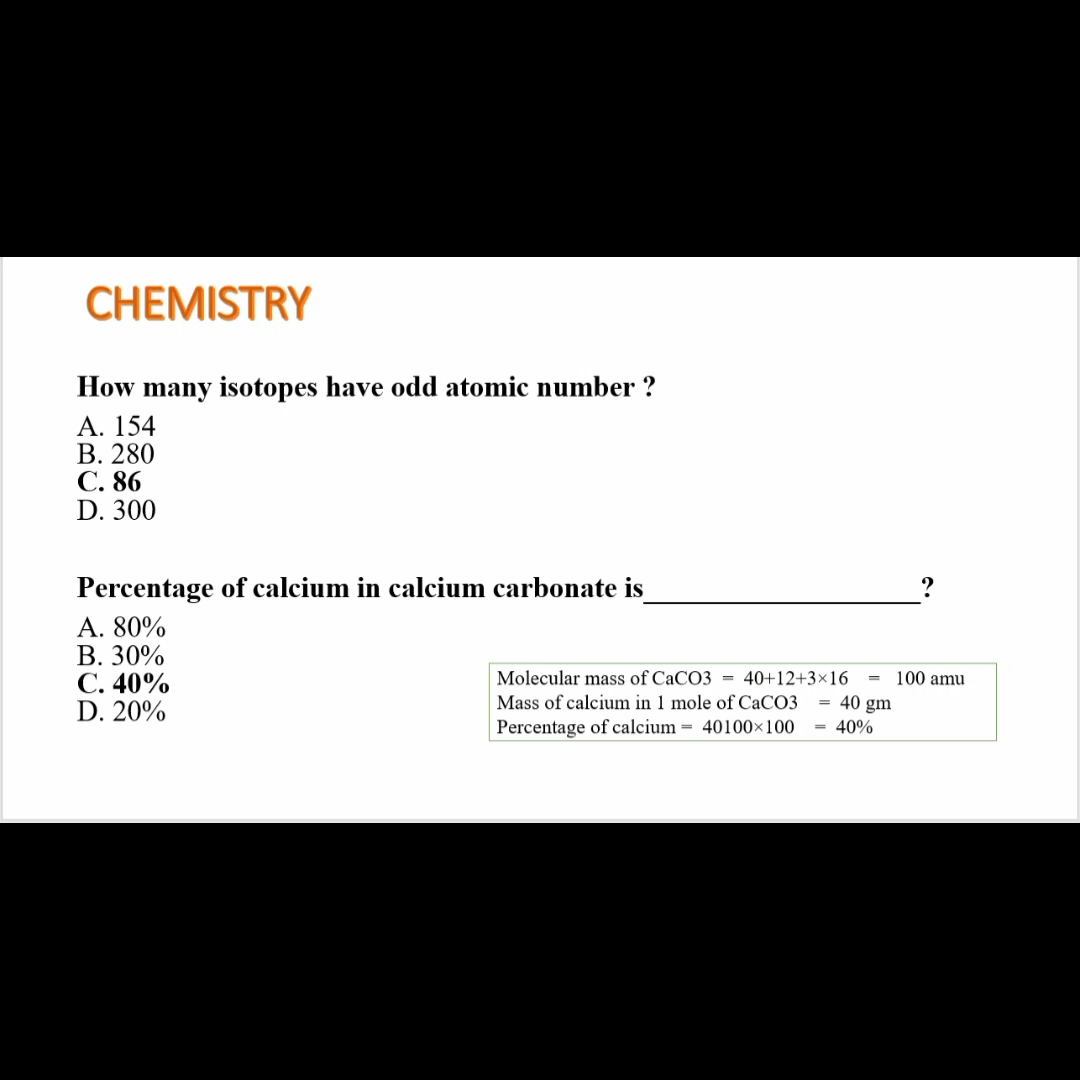 CHEMISTRY
How many isotopes have odd atomic number ?
A. 154
B. 280
C. 86
D. 300
Percentage of calcium in calcium carbonate is____________________?
A. 80%
B. 30%
C. 40%
D. 20%
Molecular mass of CaCO3 = 40+12+3×16 = 100 amu
Mass of calcium in 1 mole of CaCO3 = 40 gm
Percentage of calcium = 40100×100 = 40%